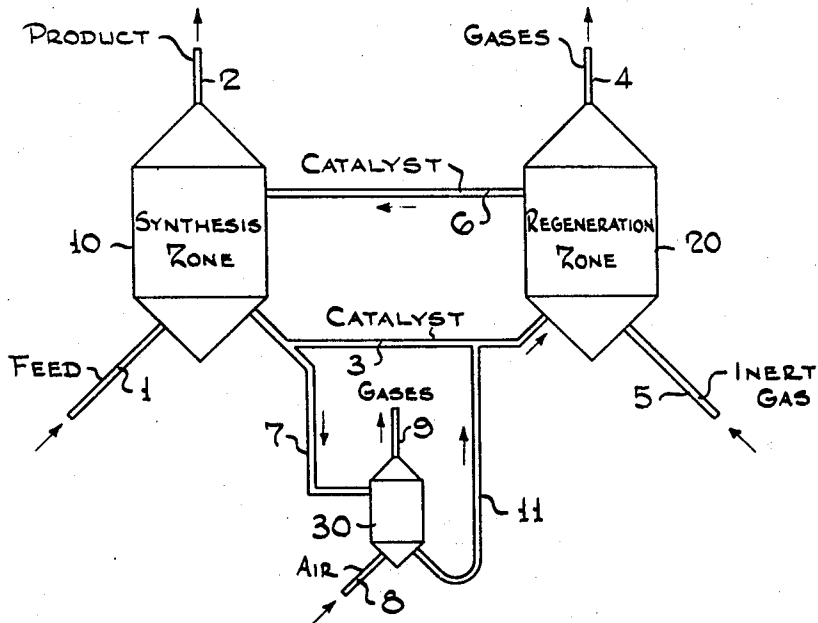 PRODUCT
2
GASES
4
CATALYST
6
10
SYNTHESIS
ZONE
REGENERATION
ZONE
20
CATALYST
3
FEED
1
GASES
9
5
INERT
GAS
7
30
11
AIR
8